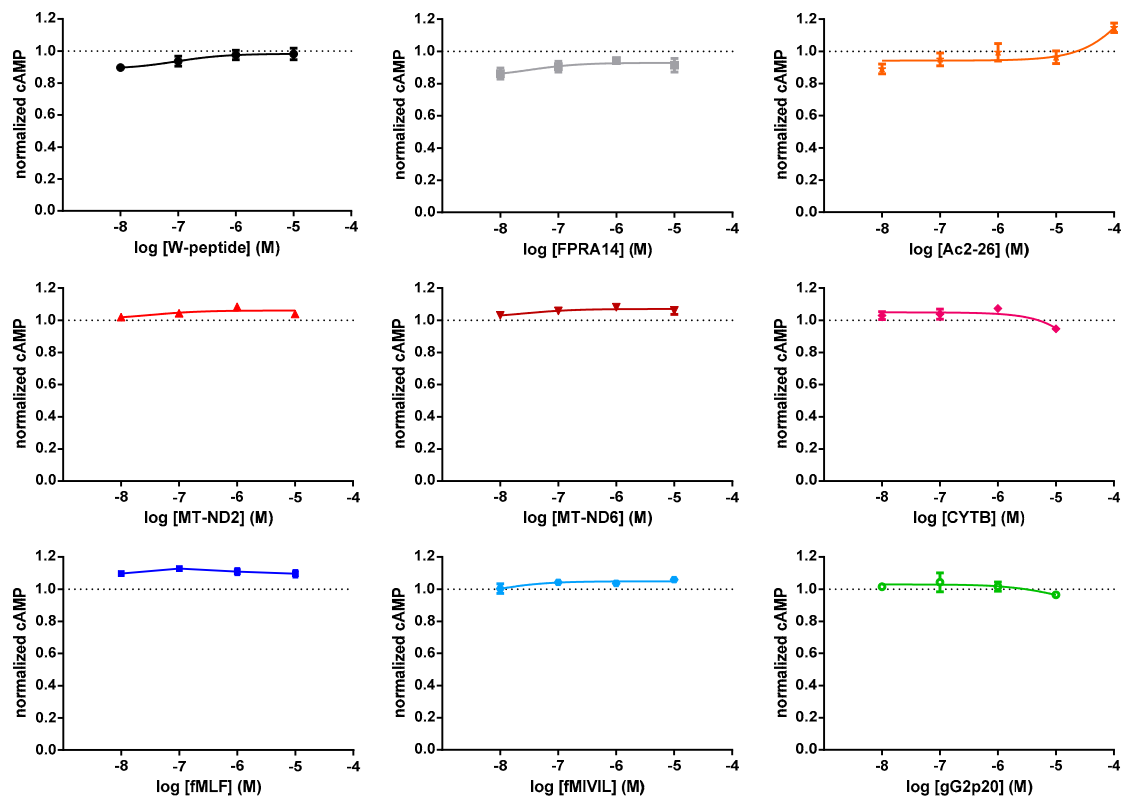 normalized cAMP
1.2
1.0
0.8
0.6
0.4
0.2
0.0
-8 -7 -6 -5 -4
log [W-peptide] (M)
normalized cAMP
1.2
1.0
0.8
0.6
0.4
0.2
0.0
-8 -7 -6 -5 -4
log [FPRA14] (M)
normalized cAMP
1.2
1.0
0.8
0.6
0.4
0.2
0.0
-8 -7 -6 -5 -4
log [Ac2-26] (M)
normalized cAMP
1.2
1.0
0.8
0.6
0.4
0.2
0.0
-8 -7 -6 -5 -4
log [MT-ND2] (M)
normalized cAMP
1.2
1.0
0.8
0.6
0.4
0.2
0.0
-8 -7 -6 -5 -4
log [MT-ND6] (M)
normalized cAMP
1.2
1.0
0.8
0.6
0.4
0.2
0.0
-8 -7 -6 -5 -4
log [CYTB] (M)
normalized cAMP
1.2
1.0
0.8
0.6
0.4
0.2
0.0
-8 -7 -6 -5 -4
log [fMLF] (M)
normalized cAMP
1.2
1.0
0.8
0.6
0.4
0.2
0.0
-8 -7 -6 -5 -4
log [fMIVIL] (M)
normalized cAMP
1.2
1.0
0.8
0.6
0.4
0.2
0.0
-8 -7 -6 -5 -4
log [gG2p20] (M)